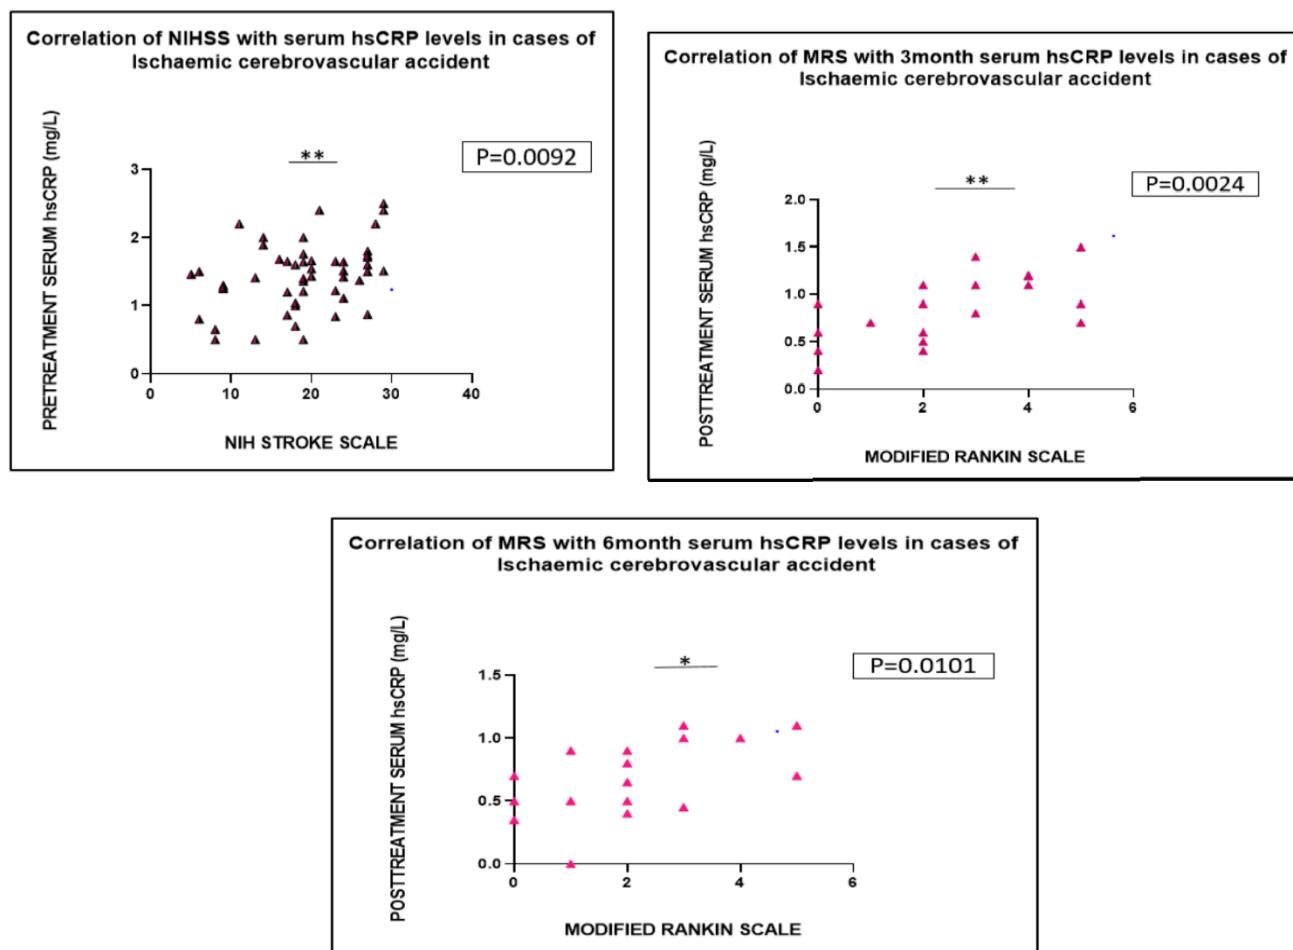 Correlation of NIHSS with serum hsCRP levels in cases of
Ischaemic cerebrovascular accident
PRETREATMENT SERUM hsCRP (mg/L)
**
P=0.0092
3
2
1
0
0 10 20 30 40
NIH STROKE SCALE
Correlation of MRS with 3month serum hsCRP levels in cases of
Ischaemic cerebrovascular accident
POSTTREATMENT SERUM hsCRP (mg/L)
**
P=0.0024
2.0
1.5
1.0
0.5
0.0
0 2 4 6
MODIFIED RANKIN SCALE
Correlation of MRS with 6month serum hsCRP levels in cases of
Ischaemic cerebrovascular accident
POSTTREATMENT SERUM hsCRP (mg/L)
*
P=0.0101
1.5
1.0
0.5
0.0
0 2 4 6
MODIFIED RANKIN SCALE